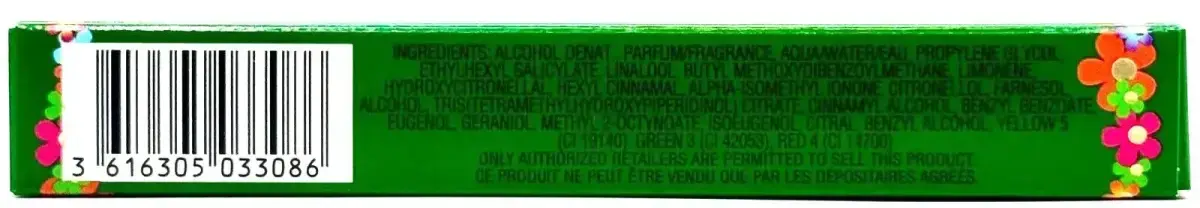 INGREDIENTS: ALCOHOL DENAT., PARFUM/FRAGRANCE, AQUA/WATER/EAU, PROPYLENE GLYCOL,
SALICYLATE, LINALOOL, BUTYL METHOXYDIBENZOYLMETHANE, LIMONENE,
HYDROXYCITRONELLAL, HEXYL CINNAMAL, ALPHA-ISOMETHYL IONONE, CITRONELLOL, FARNESOL,
ALCOHOL, TRIS(TETRAMETHYLHYDROXYPIPERIDINOL) CITRATE, CINNAMYL ALCOHOL, BENZYL BENZOATE,
EUGENOL, GERANIOL, METHYL 2-OCTYNOATE, ISOEUGENOL, CITRAL, BENZYL ALCOHOL, YELLOW 5
(CI 19140), GREEN 3 (CI 42053), RED 4 (CI 14700)
ONLY AUTHORIZED RETAILERS ARE PERMITTED TO SELL THIS PRODUCT
CE PRODUIT NE PEUT ÊTRE VENDU QUE PAR LES DÉPOSITAIRES AGRÉÉS.
3 616305 033086